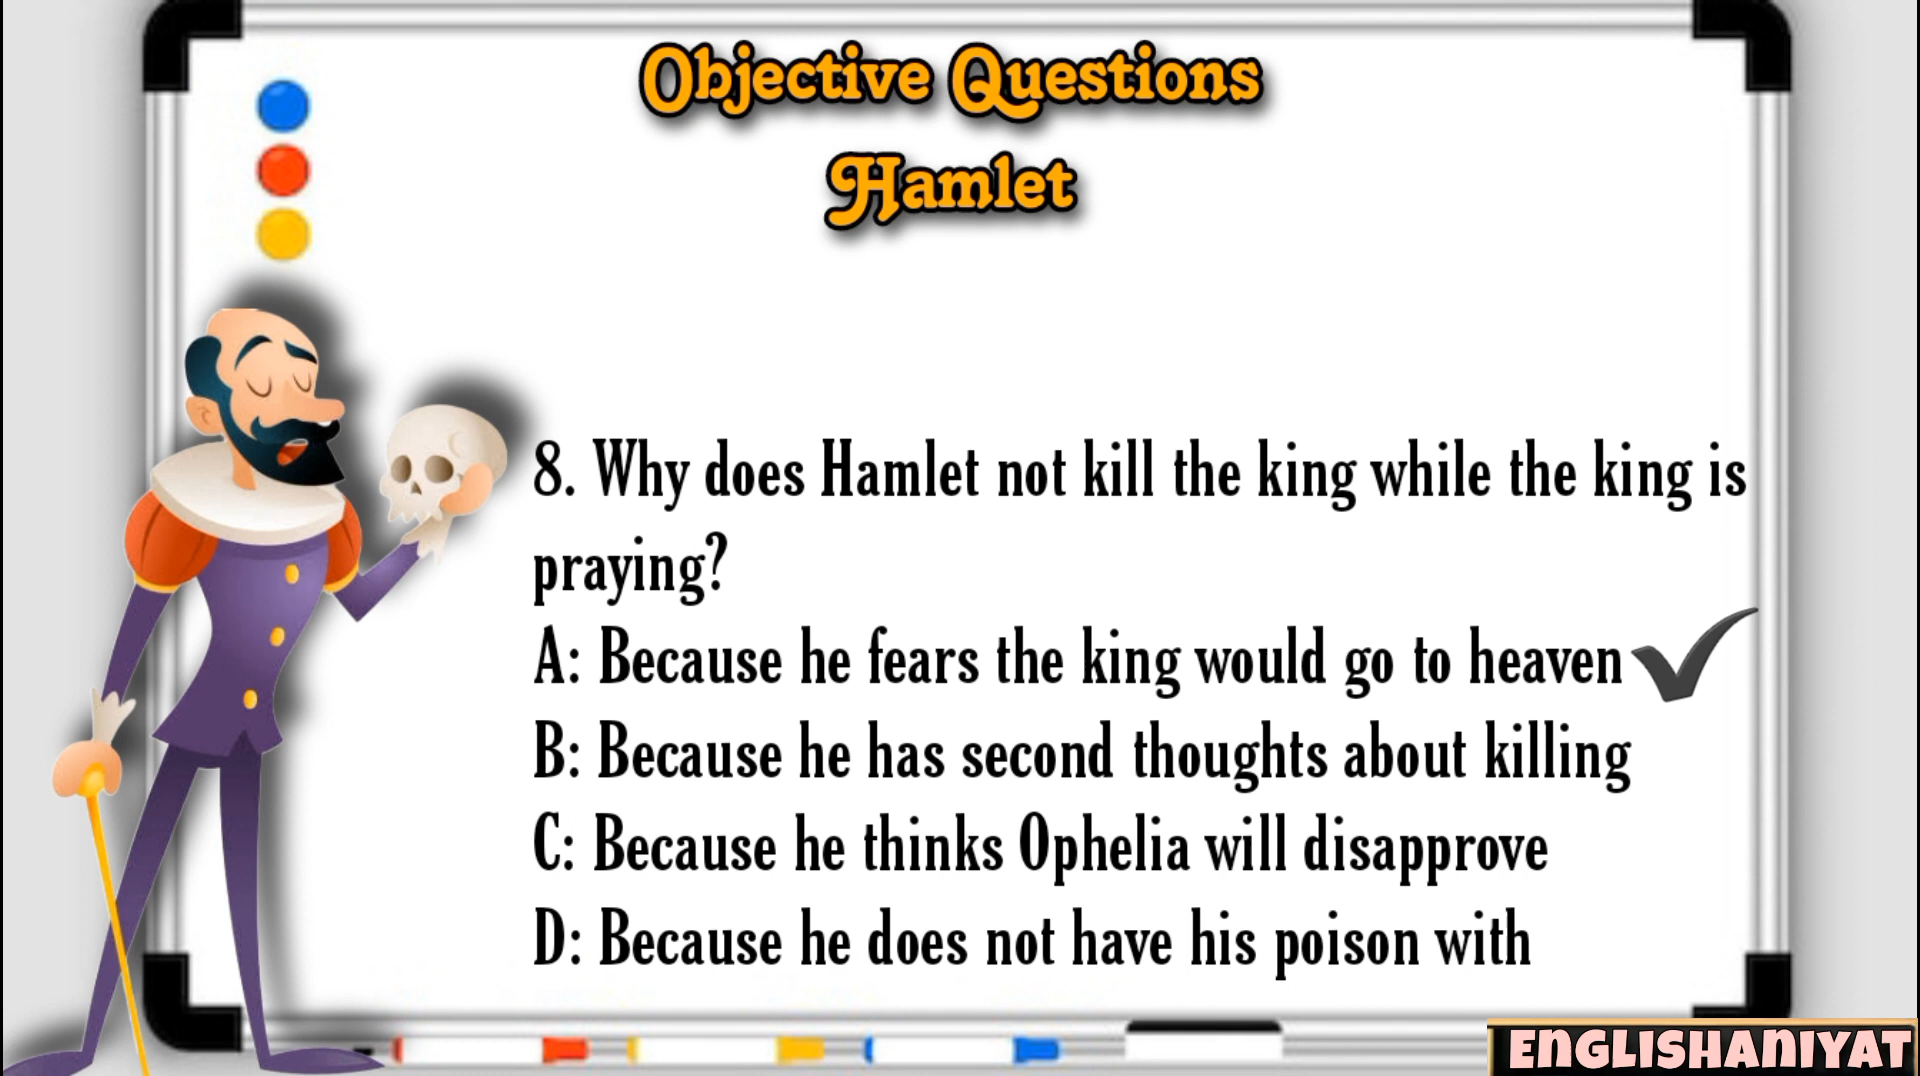 Objective Questions
Hamlet
8. Why does Hamlet not kill the king while the king is
praying?
A: Because he fears the king would go to heaven
B: Because he has second thoughts about killing
C: Because he thinks Ophelia will disapprove
D: Because he does not have his poison with
ENGLISHANIYAT